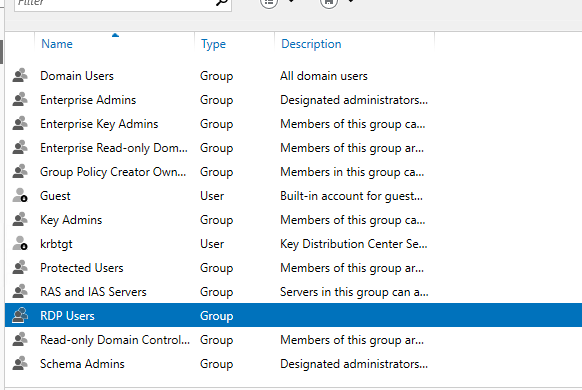 Filter
Name Type Description
Domain Users Group All domain users
Enterprise Admins Group Designated administrators...
Enterprise Key Admins Group Members of this group ca...
Enterprise Read-only Dom... Group Members of this group ar...
Group Policy Creator Own... Group Members in this group ca...
Guest User Built-in account for guest...
Key Admins Group Members of this group ca...
krbtgt User Key Distribution Center Se...
Protected Users Group Members of this group ar...
RAS and IAS Servers Group Servers in this group can a...
RDP Users Group
Read-only Domain Control... Group Members of this group ar...
Schema Admins Group Designated administrators...